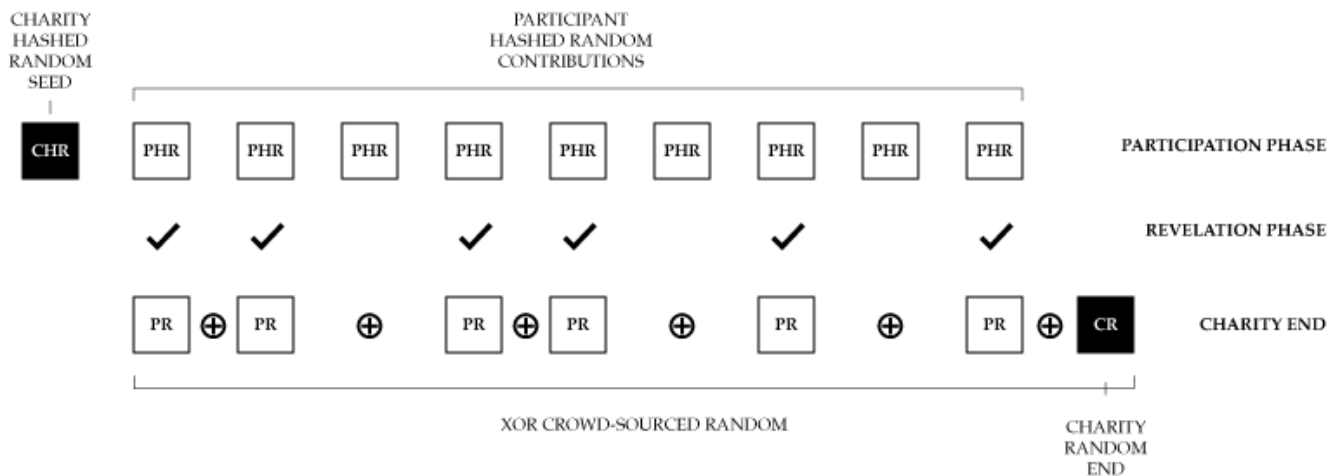 CHARITY
HASHED
RANDOM
SEED
PARTICIPANT
HASHED RANDOM
CONTRIBUTIONS
CHR PHR PHR PHR PHR PHR PHR PHR PHR PHR PARTICIPATION PHASE
REVELATION PHASE
PR PR PR PR PR PR CR CHARITY END
XOR CROWD-SOURCED RANDOM
CHARITY
RANDOM
END